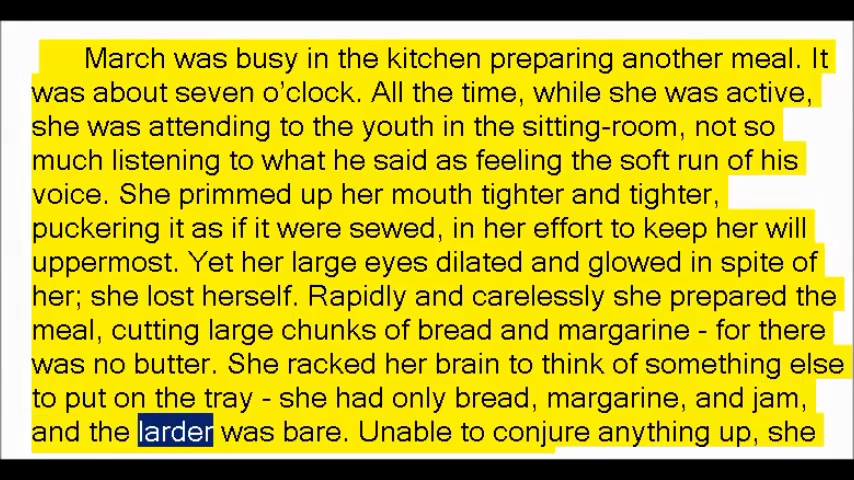 March was busy in the kitchen preparing another meal. It
was about seven o'clock. All the time, while she was active,
she was attending to the youth in the sitting-room, not so
much listening to what he said as feeling the soft run of his
voice. She primmed up her mouth tighter and tighter,
puckering it as if it were sewed, in her effort to keep her will
uppermost. Yet her large eyes dilated and glowed in spite of
her; she lost herself. Rapidly and carelessly she prepared the
meal, cutting large chunks of bread and margarine - for there
was no butter. She racked her brain to think of something else
to put on the tray - she had only bread, margarine, and jam,
and the larder was bare. Unable to conjure anything up, she